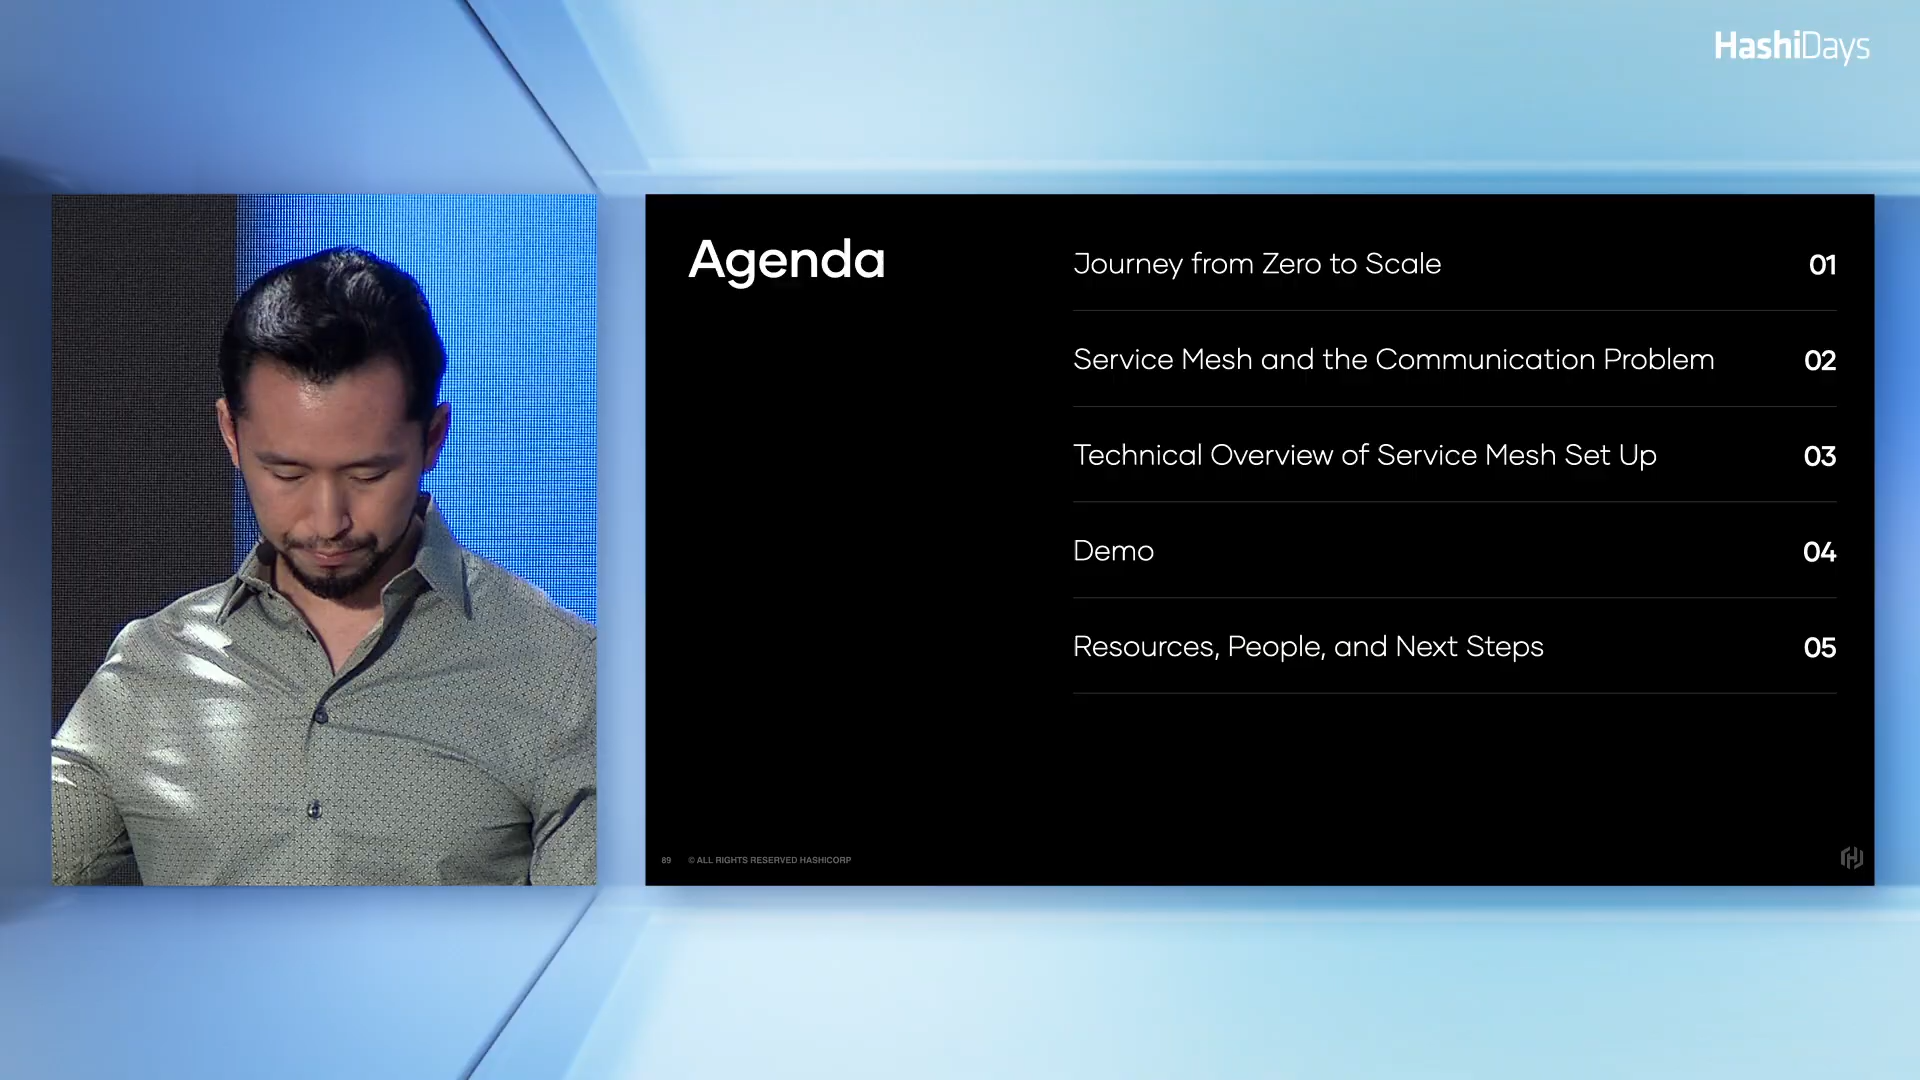 HashiDays
Agenda
Journey from Zero to Scale 01
Service Mesh and the Communication Problem 02
Technical Overview of Service Mesh Set Up 03
Demo 04
Resources, People, and Next Steps 05
89 © ALL RIGHTS RESERVED HASHICORP